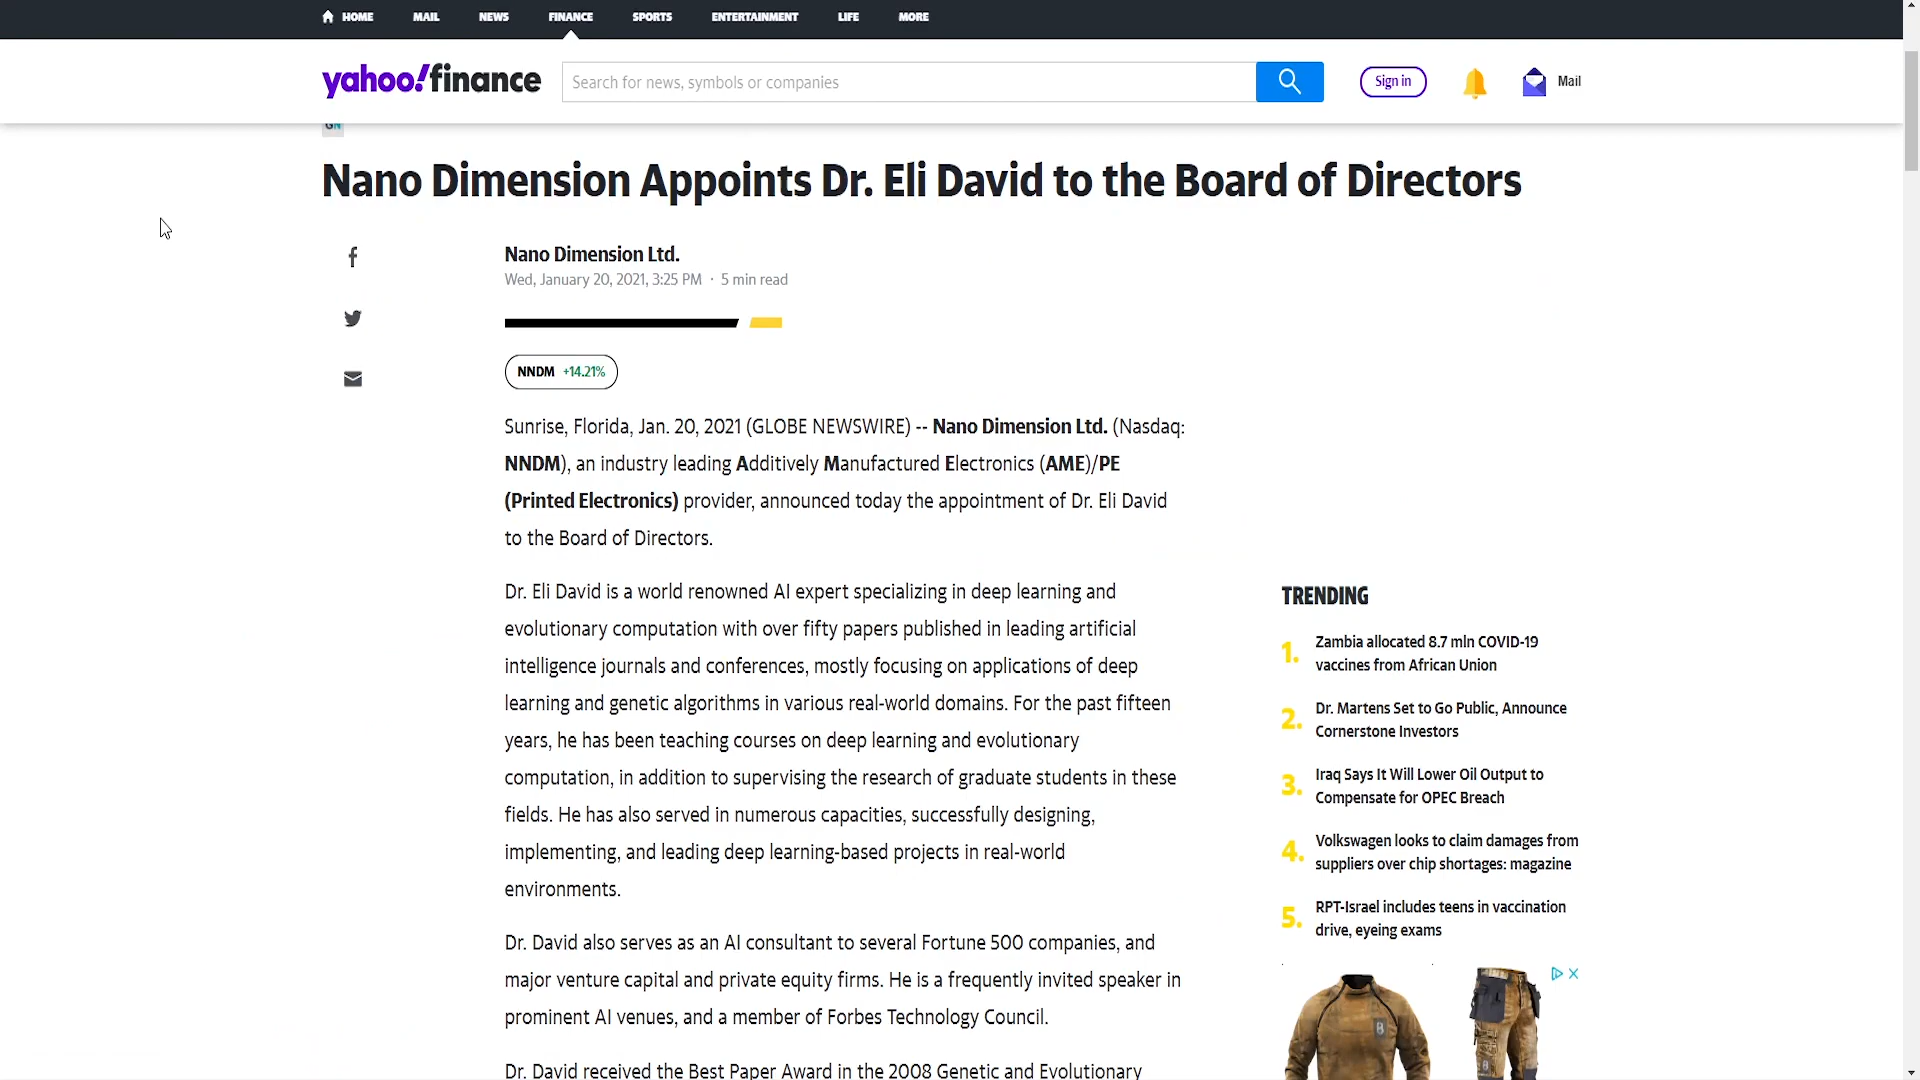 HOME MAIL NEWS FINANCE SPORTS ENTERTAINMENT LIFE MORE
yahoo!finance
Search for news, symbols or companies
Sign in
Mail
GN
Nano Dimension Appoints Dr. Eli David to the Board of Directors
Nano Dimension Ltd.
Wed, January 20, 2021, 3:25 PM · 5 min read
NNDM +14.21%
Sunrise, Florida, Jan. 20, 2021 (GLOBE NEWSWIRE) -- Nano Dimension Ltd. (Nasdaq:
NNDM), an industry leading Additively Manufactured Electronics (AME)/PE
(Printed Electronics) provider, announced today the appointment of Dr. Eli David
to the Board of Directors.
Dr. Eli David is a world renowned AI expert specializing in deep learning and
evolutionary computation with over fifty papers published in leading artificial
intelligence journals and conferences, mostly focusing on applications of deep
learning and genetic algorithms in various real-world domains. For the past fifteen
years, he has been teaching courses on deep learning and evolutionary
computation, in addition to supervising the research of graduate students in these
fields. He has also served in numerous capacities, successfully designing,
implementing, and leading deep learning-based projects in real-world
environments.
Dr. David also serves as an AI consultant to several Fortune 500 companies, and
major venture capital and private equity firms. He is a frequently invited speaker in
prominent AI venues, and a member of Forbes Technology Council.
Dr. David received the Best Paper Award in the 2008 Genetic and Evolutionary
TRENDING
1. Zambia allocated 8.7 mln COVID-19
vaccines from African Union
2. Dr. Martens Set to Go Public, Announce
Cornerstone Investors
3. Iraq Says It Will Lower Oil Output to
Compensate for OPEC Breach
4. Volkswagen looks to claim damages from
suppliers over chip shortages: magazine
5. RPT-Israel includes teens in vaccination
drive, eyeing exams
B